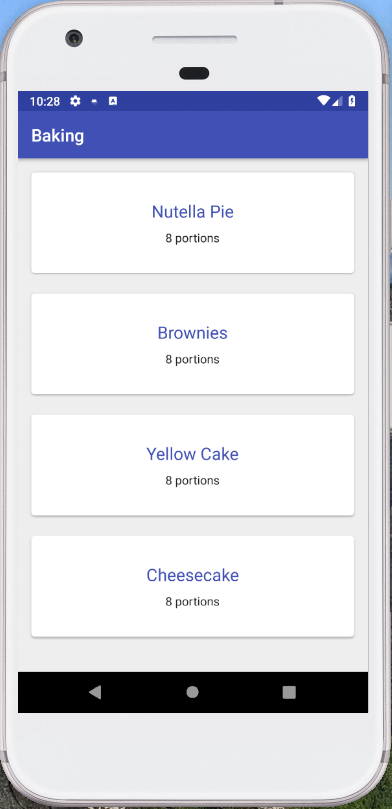 10:28
Baking
Nutella Pie
8 portions
Brownies
8 portions
Yellow Cake
8 portions
Cheesecake
8 portions